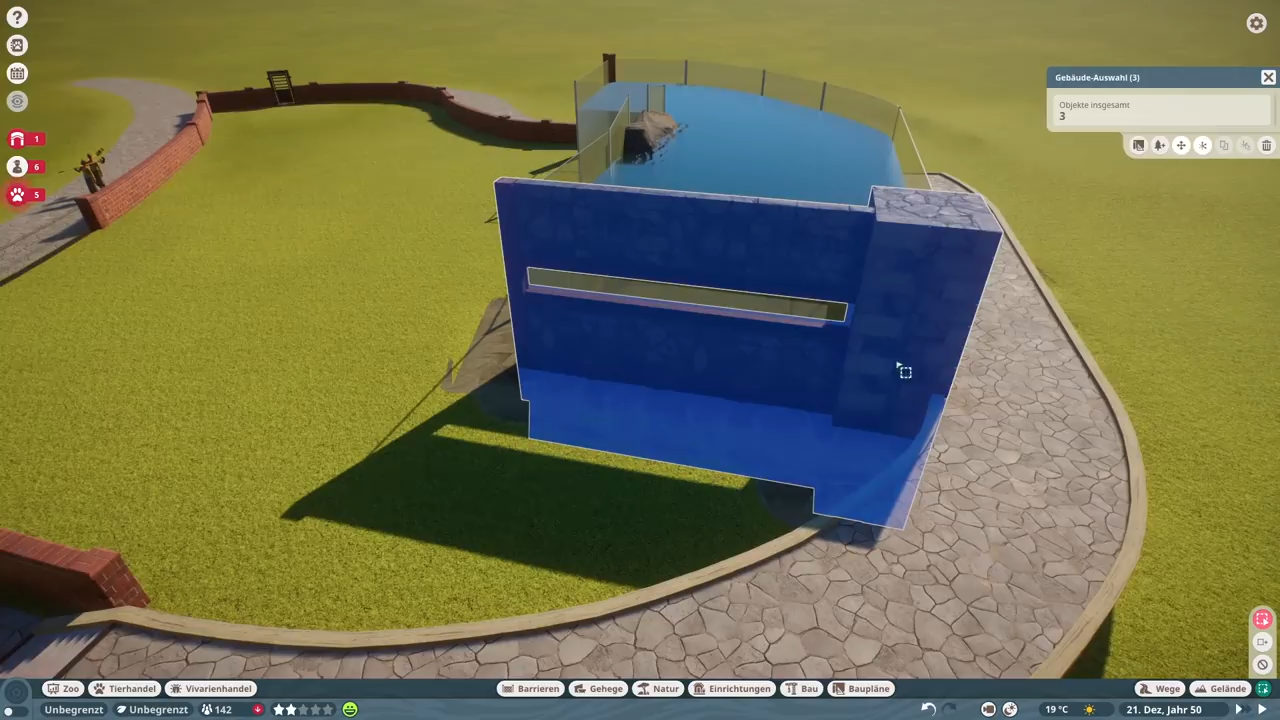 ?
Gebäude-Auswahl (3)
Objekte insgesamt
3
1
6
5
Zoo
Tierhandel
Vivarienhandel
Barrieren
Gehege
Natur
Einrichtungen
Bau
Baupläne
Wege
Gelände
Unbegrenzt
Unbegrenzt
142
19 °C
21. Dez, Jahr 50